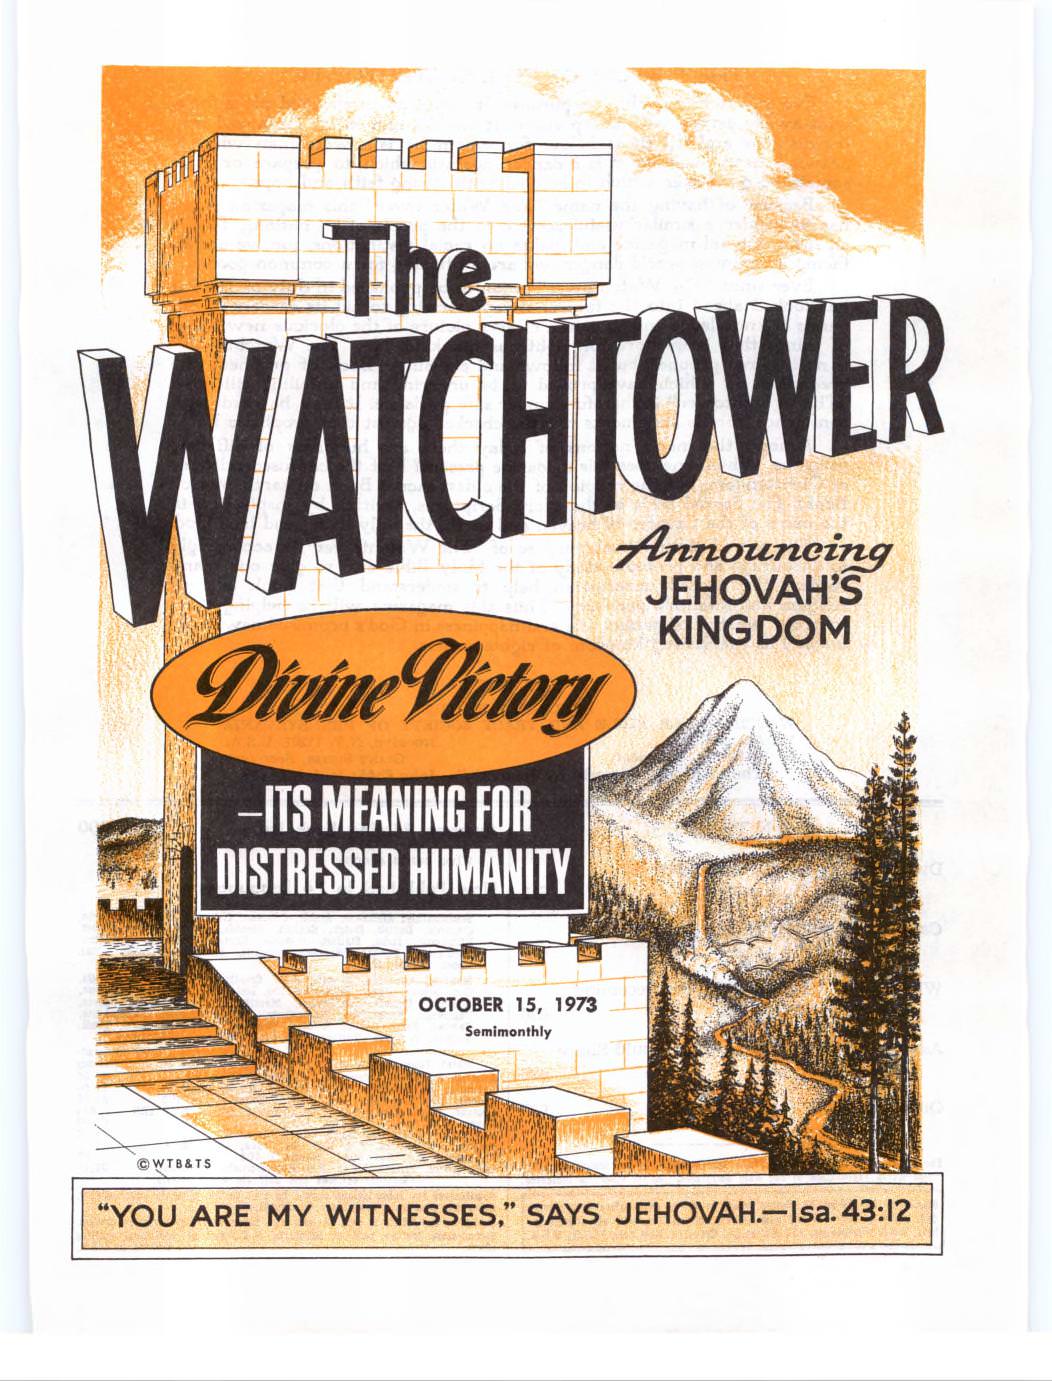 The
WATCHTOWER
Announcing
JEHOVAH'S
KINGDOM
Divine Victory
—ITS MEANING FOR
DISTRESSED HUMANITY
OCTOBER 15, 1973
Semimonthly
©WTB&TS
"YOU ARE MY WITNESSES," SAYS JEHOVAH.—Isa. 43:12